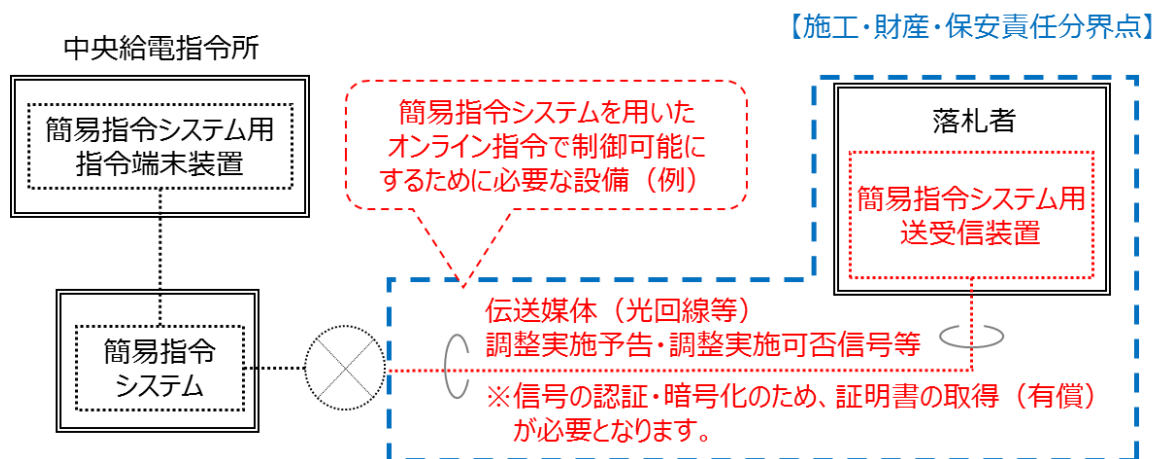 【施工・財産・保安責任分界点】
中央給電指令所
簡易指令システム用
指令端末装置
簡易指令システムを用いた
オンライン指令で制御可能に
するために必要な設備（例）
落札者
簡易指令システム用
送受信装置
簡易指令
システム
伝送媒体（光回線等）
調整実施予告・調整実施可否信号等
※信号の認証・暗号化のため、証明書の取得（有償）
が必要となります。